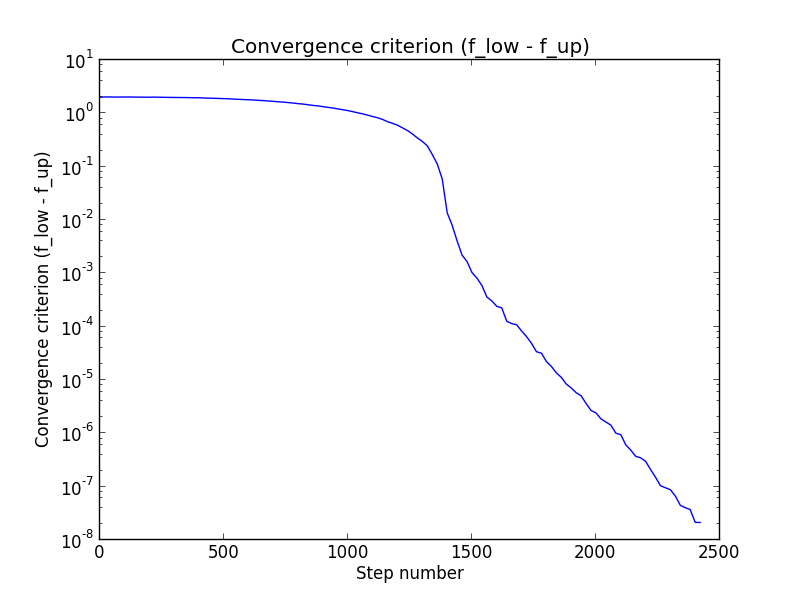 Convergence criterion (f_low - f_up)
10^1
10^0
10^-1
10^-2
10^-3
10^-4
10^-5
10^-6
10^-7
10^-8
Convergence criterion (f_low - f_up)
0 500 1000 1500 2000 2500
Step number